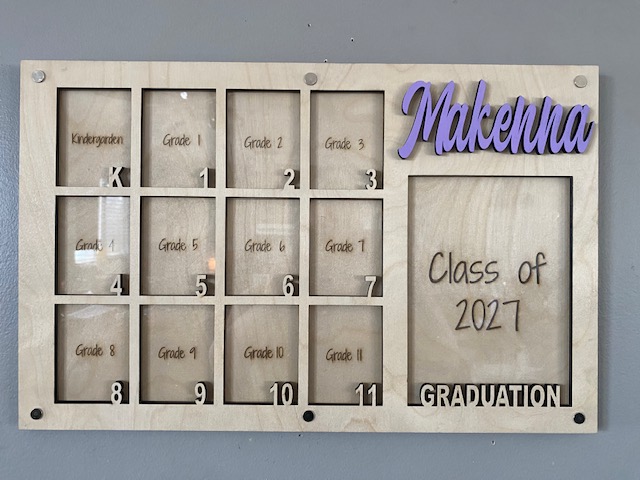 Makenna
Kindergarden
K
Grade 1
1
Grade 2
2
Grade 3
3
Grade 4
4
Grade 5
5
Grade 6
6
Grade 7
7
Grade 8
8
Grade 9
9
Grade 10
10
Grade 11
11
Class of
2027
GRADUATION